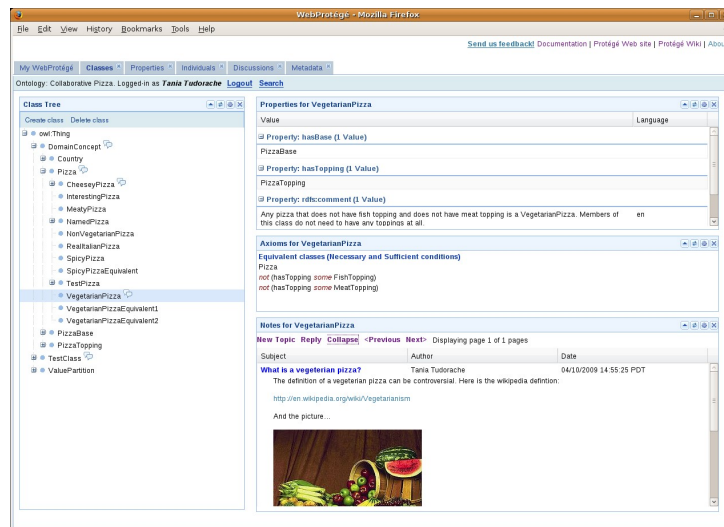 WebProtégé - Mozilla Firefox
File Edit View History Bookmarks Tools Help
Send us feedback! Documentation | Protégé Web site | Protégé Wiki |
My WebProtégé Classes Properties Individuals Discussions Metadata
Ontology: Collaborative Pizza. Logged-in as Tania Tudorache Logout Search
Class Tree
Create class Delete class
owl:Thing
DomainConcept
Country
Pizza
CheeseyPizza
InterestingPizza
MeatyPizza
NamedPizza
NonVegetarianPizza
RealItalianPizza
SpicyPizza
SpicyPizzaEquivalent
TestPizza
VegetarianPizza
VegetarianPizzaEquivalent1
VegetarianPizzaEquivalent2
PizzaBase
PizzaTopping
TestClass
ValuePartition
Properties for VegetarianPizza
Value Language
Property: hasBase (1 Value)
PizzaBase
Property: hasTopping (1 Value)
PizzaTopping
Property: rdfs:comment (1 Value)
Any pizza that does not have fish topping and does not have meat topping is a VegetarianPizza. Members of en
this class do not need to have any toppings at all.
Axioms for VegetarianPizza
Equivalent classes (Necessary and Sufficient conditions)
Pizza
not (hasTopping some FishTopping)
not (hasTopping some MeatTopping)
Notes for VegetarianPizza
New Topic Reply Collapse <Previous Next> Displaying page 1 of 1 pages
Subject Author Date
What is a vegeterian pizza? Tania Tudorache 04/10/2009 14:55:25 PDT
The definition of a vegeterian pizza can be controversial. Here is the wikipedia defintion:
http://en.wikipedia.org/wiki/Vegetarianism
And the picture...